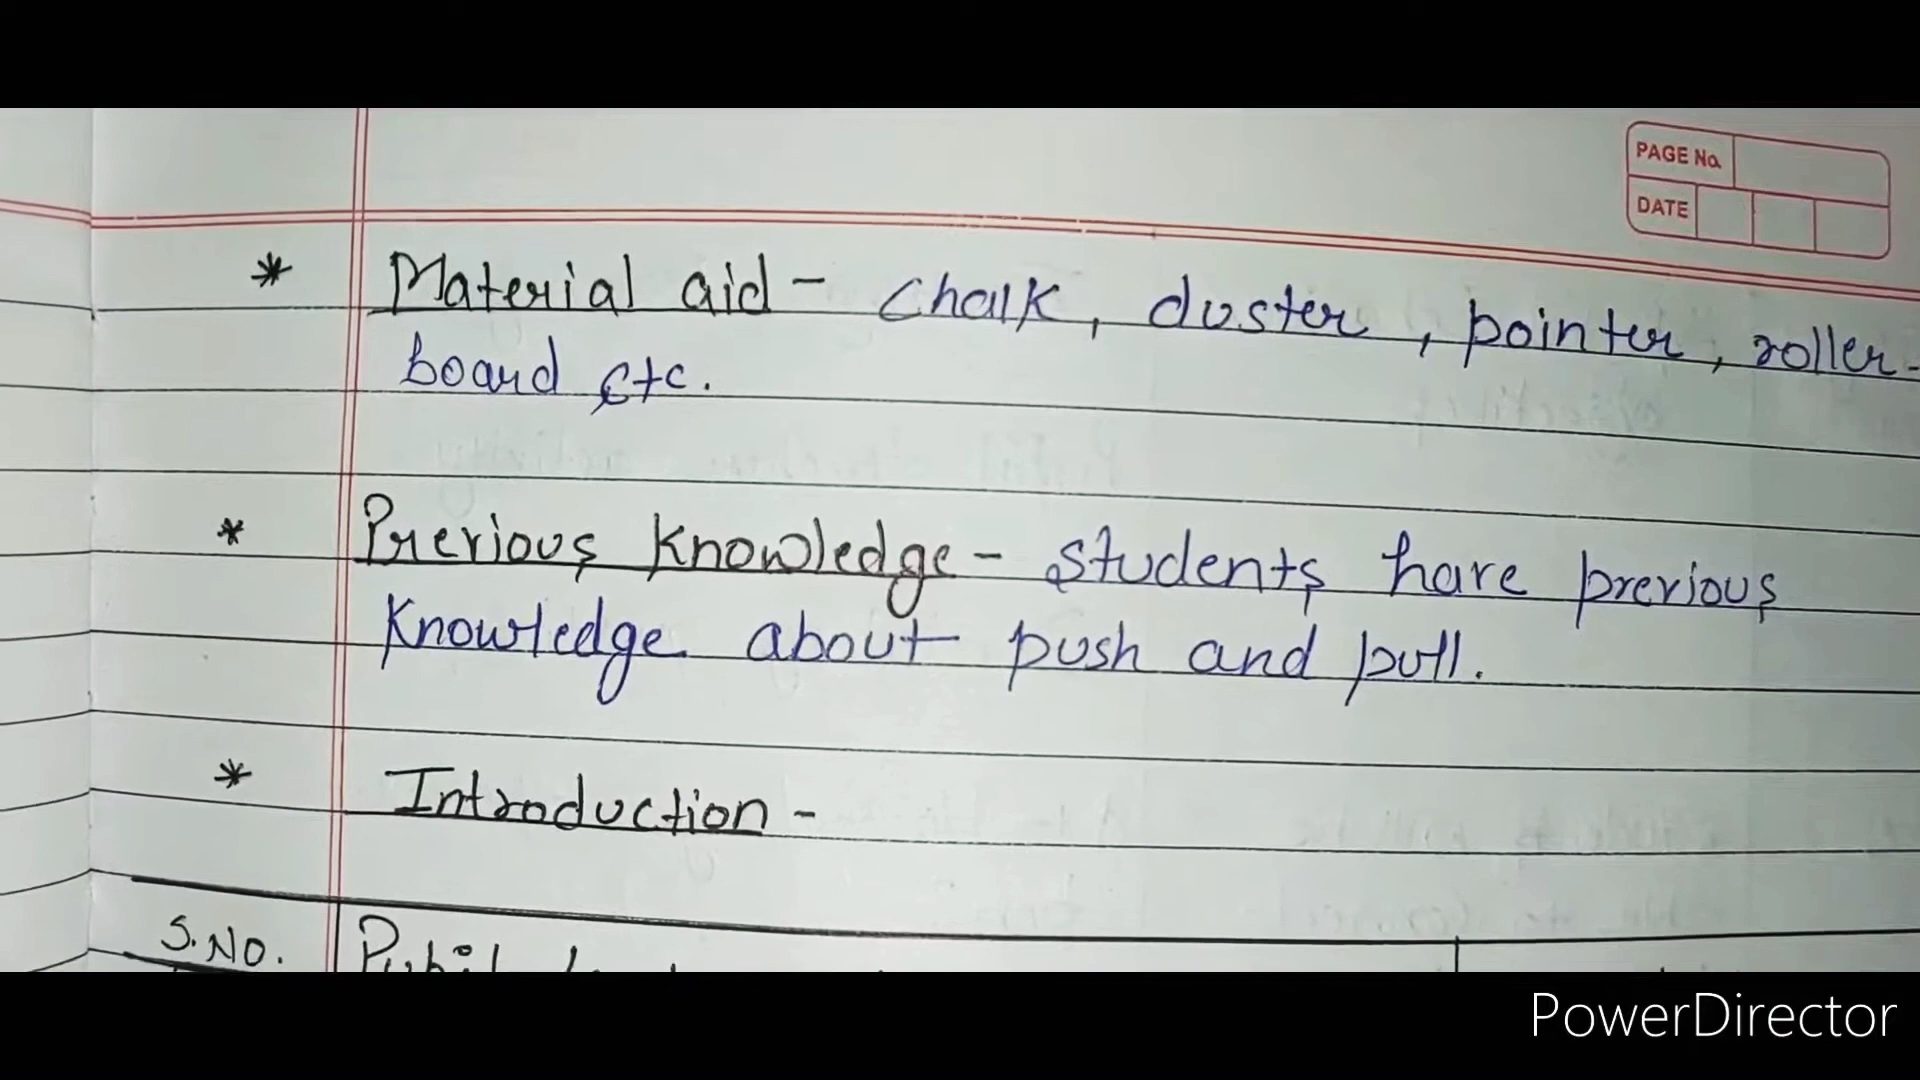 PAGE No.
DATE
* Material aid - chalk, duster, pointer, roller-
board etc.
* Previous knowledge - students have previous
knowledge about push and pull.
* Introduction -
S.NO.
PowerDirector